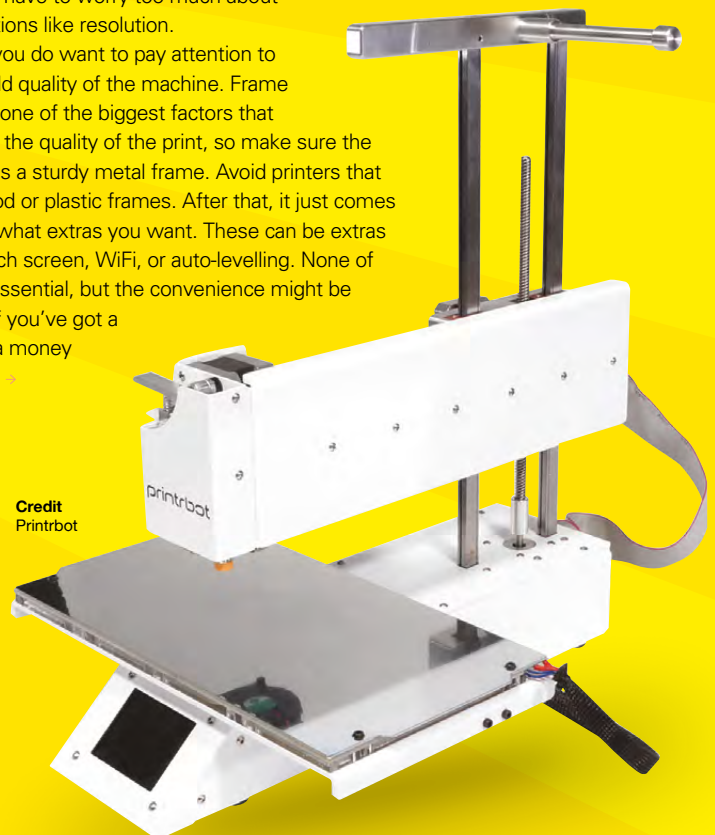 have to worry too much about
tions like resolution.
you do want to pay attention to
ld quality of the machine. Frame
one of the biggest factors that
the quality of the print, so make sure the
s a sturdy metal frame. Avoid printers that
od or plastic frames. After that, it just comes
what extras you want. These can be extras
ch screen, WiFi, or auto-levelling. None of
ssential, but the convenience might be
f you’ve got a
a money
→
Credit
Printrbot
printrbot